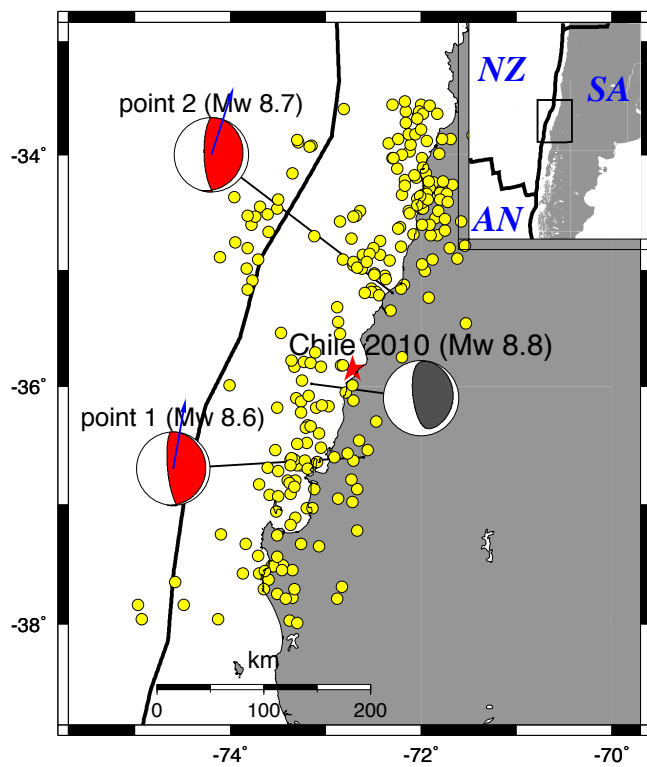 NZ
SA
AN
point 2 (Mw 8.7)
-34°
Chile 2010 (Mw 8.8)
-36°
point 1 (Mw 8.6)
-38°
km
0
100
200
-74°
-72°
-70°